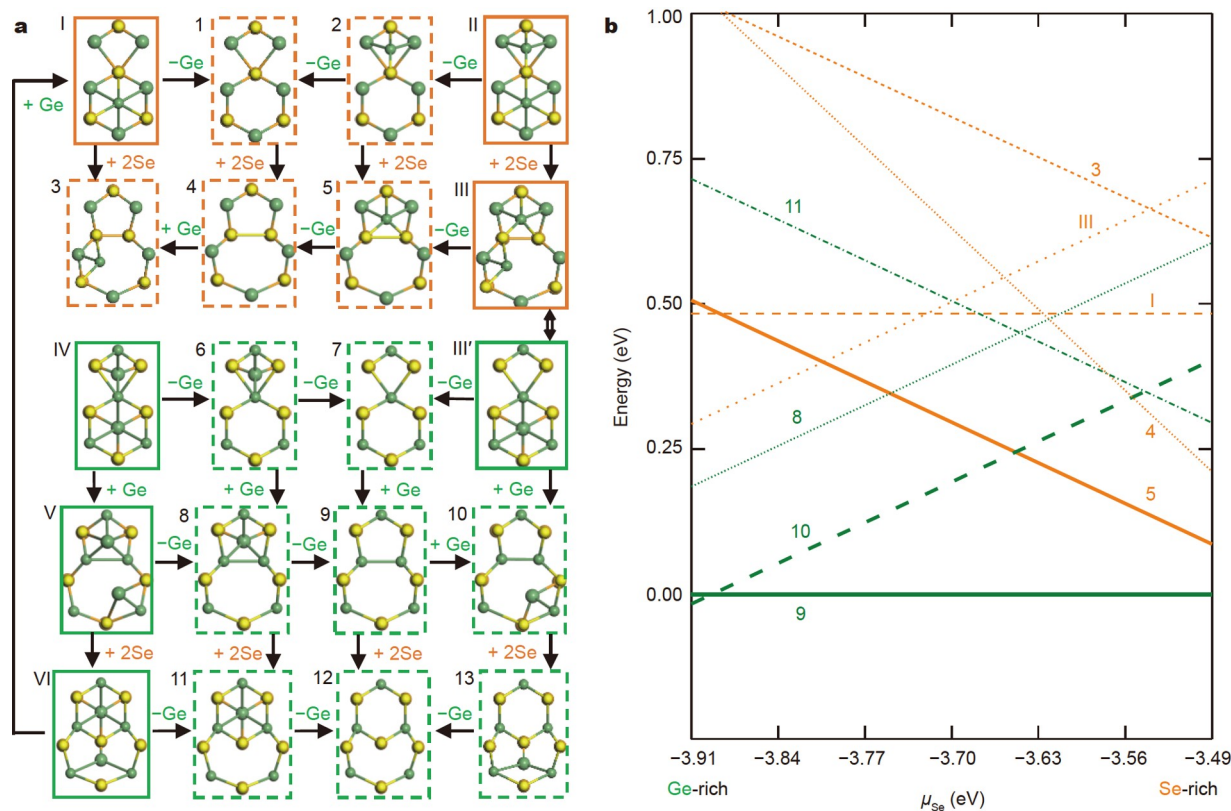 a
I
1
2
II
−Ge
−Ge
−Ge
+ Ge
+ 2Se
+ 2Se
+ 2Se
+ 2Se
3
4
5
III
+ Ge
−Ge
−Ge
IV
6
7
III′
−Ge
−Ge
−Ge
+ Ge
+ Ge
+ Ge
+ Ge
V
8
9
10
−Ge
−Ge
+ Ge
+ 2Se
+ 2Se
+ 2Se
+ 2Se
VI
11
12
13
−Ge
−Ge
−Ge
b
1.00
0.75
0.50
0.25
0.00
Energy (eV)
3
11
III
I
8
4
10
5
9
−3.91
−3.84
−3.77
−3.70
−3.63
−3.56
−3.49
Ge-rich
μSe (eV)
Se-rich